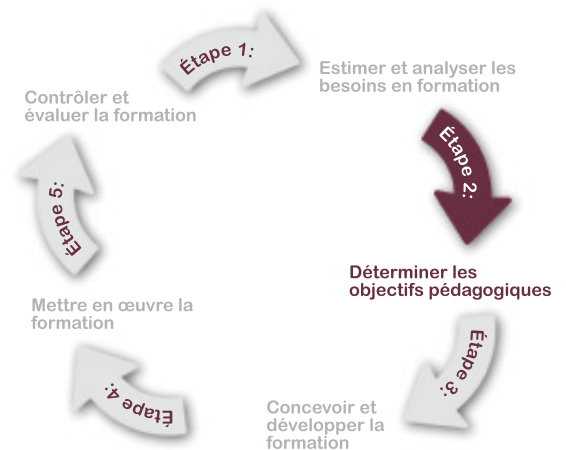 Étape 1:
Estimer et analyser les
besoins en formation
Étape 2:
Déterminer les
objectifs pédagogiques
Étape 3:
Concevoir et
développer la
formation
Étape 4:
Mettre en œuvre la
formation
Étape 5:
Contrôler et
évaluer la formation